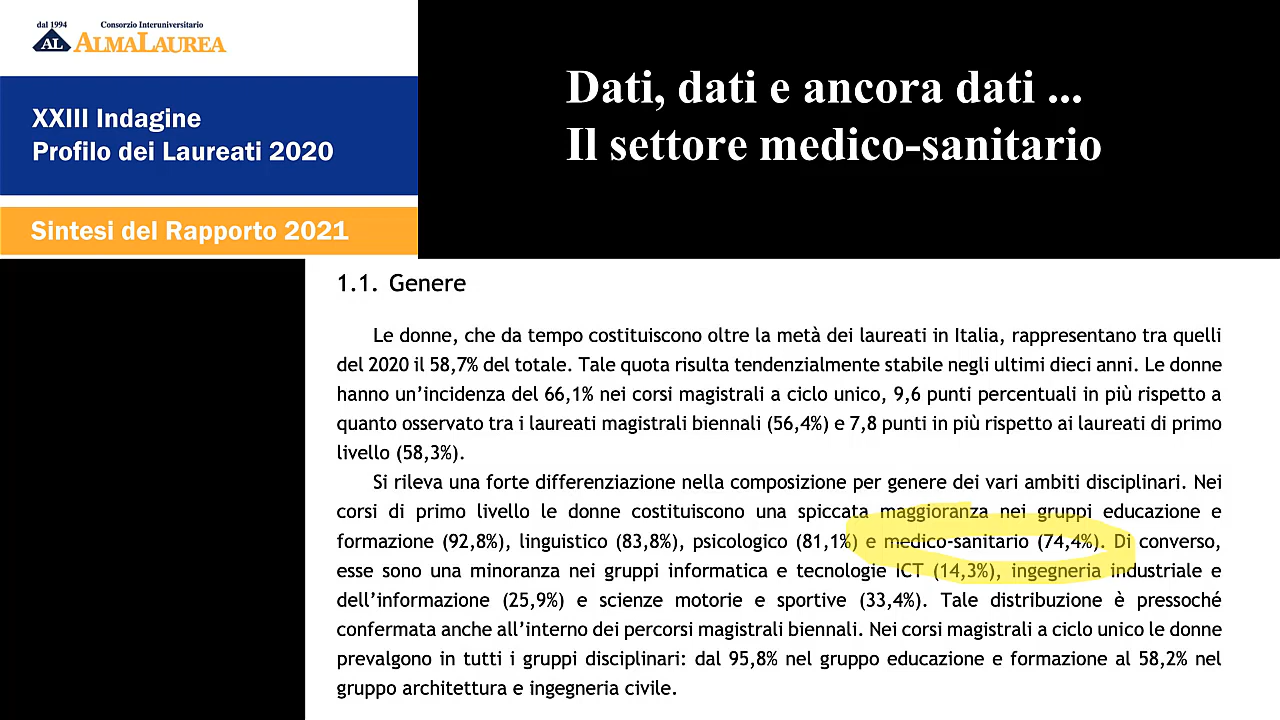 dal 1994
Consorzio Interuniversitario
AL
ALMALAUREA
XXIII Indagine
Profilo dei Laureati 2020
Sintesi del Rapporto 2021
Dati, dati e ancora dati ...
Il settore medico-sanitario
1.1. Genere
Le donne, che da tempo costituiscono oltre la metà dei laureati in Italia, rappresentano tra quelli
del 2020 il 58,7% del totale. Tale quota risulta tendenzialmente stabile negli ultimi dieci anni. Le donne
hanno un’incidenza del 66,1% nei corsi magistrali a ciclo unico, 9,6 punti percentuali in più rispetto a
quanto osservato tra i laureati magistrali biennali (56,4%) e 7,8 punti in più rispetto ai laureati di primo
livello (58,3%).
Si rileva una forte differenziazione nella composizione per genere dei vari ambiti disciplinari. Nei
corsi di primo livello le donne costituiscono una spiccata maggioranza nei gruppi educazione e
formazione (92,8%), linguistico (83,8%), psicologico (81,1%) e medico-sanitario (74,4%). Di converso,
esse sono una minoranza nei gruppi informatica e tecnologie ICT (14,3%), ingegneria industriale e
dell’informazione (25,9%) e scienze motorie e sportive (33,4%). Tale distribuzione è pressoché
confermata anche all’interno dei percorsi magistrali biennali. Nei corsi magistrali a ciclo unico le donne
prevalgono in tutti i gruppi disciplinari: dal 95,8% nel gruppo educazione e formazione al 58,2% nel
gruppo architettura e ingegneria civile.